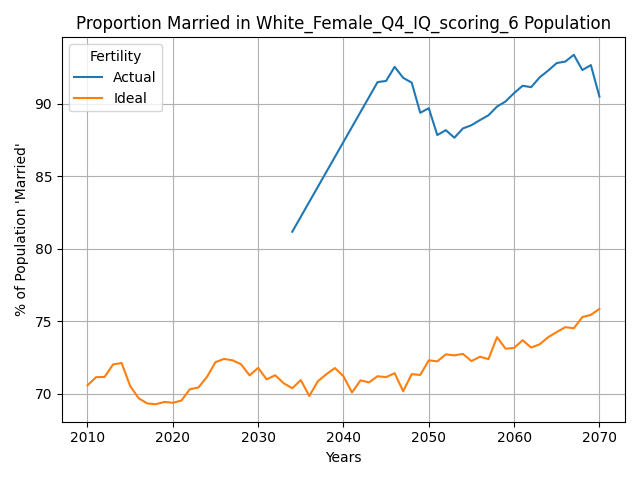 Proportion Married in White_Female_Q4_IQ_scoring_6 Population
Fertility
Actual
Ideal
% of Population 'Married'
90
85
80
75
70
2010 2020 2030 2040 2050 2060 2070
Years